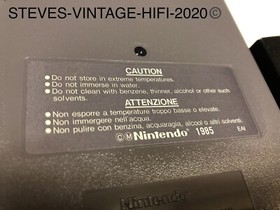 STEVES-VINTAGE-HIFI-2020©
CAUTION
● Do not store in extreme temperatures.
● Do not immerse in water.
● Do not clean with benzene, thinner, alcohol or other such
solvents.
ATTENZIONE
● Non esporre a temperature troppo basse o elevate.
● Non immergere nell'acqua.
● Non pulire con benzina, acquaragia, alcool o altri solventi.
©Ⓜ Nintendo 1985 EAI
Nintendo